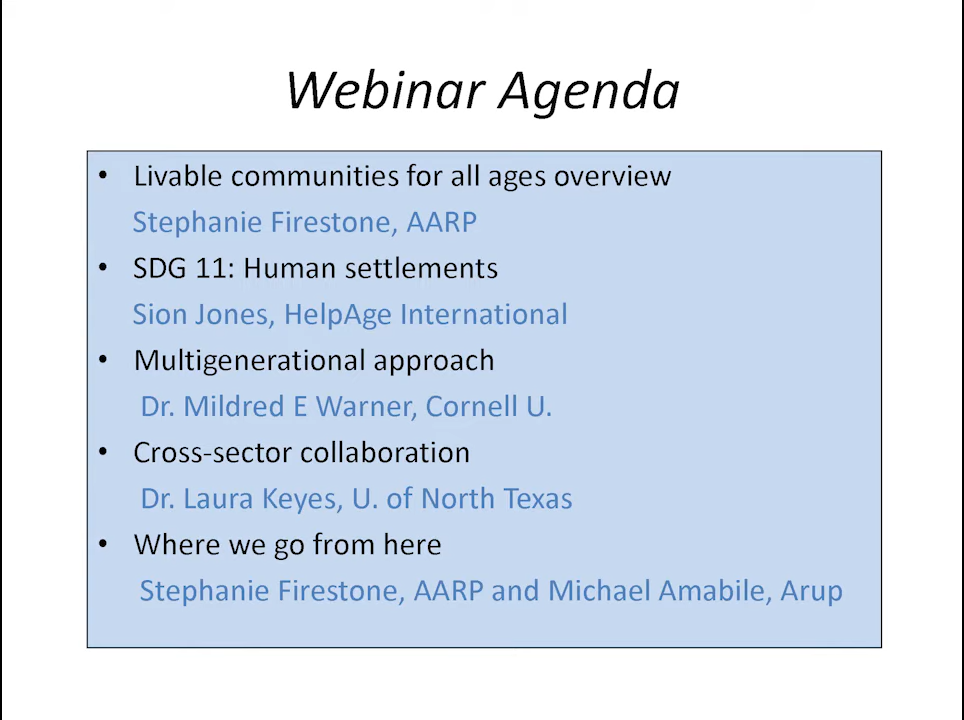 Webinar Agenda
• Livable communities for all ages overview
Stephanie Firestone, AARP
• SDG 11: Human settlements
Sion Jones, HelpAge International
• Multigenerational approach
Dr. Mildred E Warner, Cornell U.
• Cross-sector collaboration
Dr. Laura Keyes, U. of North Texas
• Where we go from here
Stephanie Firestone, AARP and Michael Amabile, Arup